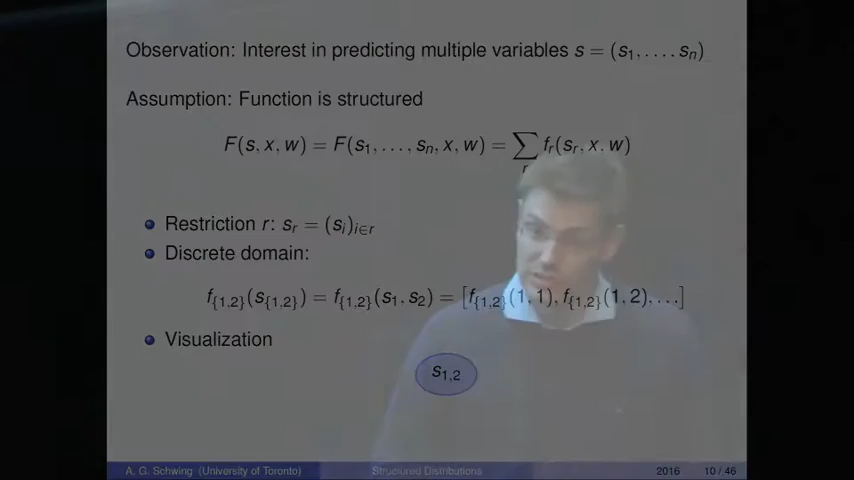 Observation: Interest in predicting multiple variables s = (s₁, . . . . sₙ)
Assumption: Function is structured
F(s, x, w) = F(s₁, . . . , sₙ, x, w) = ∑ fᵣ(sᵣ, x, w)
r
Restriction r: sᵣ = (sᵢ)ᵢ∈ᵣ
Discrete domain:
f{1,2}(s{1,2}) = f{1,2}(s₁, s₂) = [f{1,2}(1, 1), f{1,2}(1, 2), . . . .]
Visualization
s₁,₂
A. G. Schwing (University of Toronto) Structured Distributions 2016 10 / 46